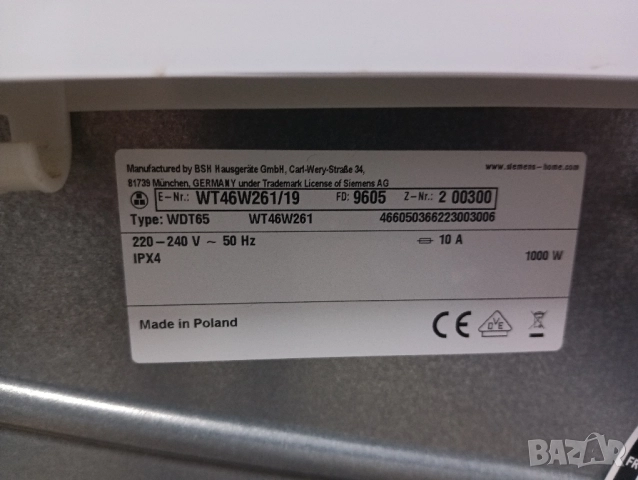 Manufactured by BSH Hausgeräte GmbH, Carl-Wery-Straße 34, www.siemens-home.com
81739 München, GERMANY under Trademark License of Siemens AG
E-Nr.: WT46W261/19 FD: 9605 Z-Nr.: 2 00300
Type: WDT65 WT46W261 466050366223003006
220-240 V ~ 50 Hz 10 A
IPX4 1000 W
Made in Poland CE DVE
BAZAR
FR